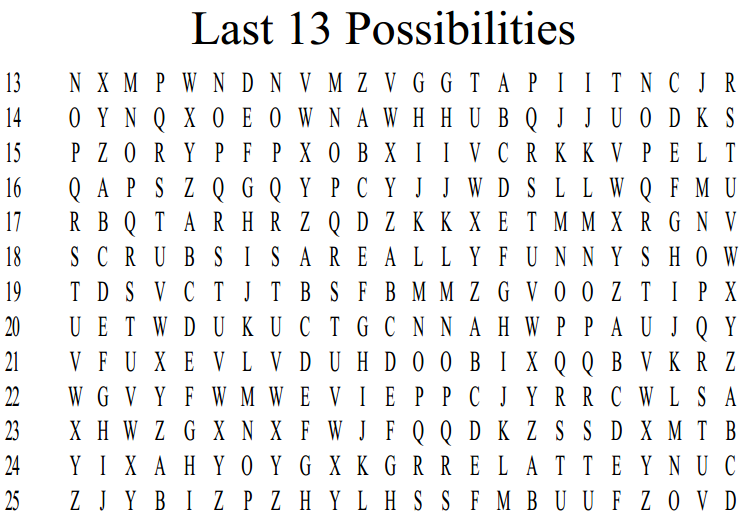 Last 13 Possibilities
13 N X M P W N D N V M Z V G G T A P I I T N C J R
14 O Y N Q X O E O W N A W H H U B Q J J U O D K S
15 P Z O R Y P F P X O B X I I V C R K K V P E L T
16 Q A P S Z Q G Q Y P C Y J J W D S L L W Q F M U
17 R B Q T A R H R Z Q D Z K K X E T M M X R G N V
18 S C R U B S I S A R E A L L Y F U N N Y S H O W
19 T D S V C T J T B S F B M M Z G V O O Z T I P X
20 U E T W D U K U C T G C N N A H W P P A U J Q Y
21 V F U X E V L V D U H D O O B I X Q Q B V K R Z
22 W G V Y F W M W E V I E P P C J Y R R C W L S A
23 X H W Z G X N X F W J F Q Q D K Z S S D X M T B
24 Y I X A H Y O Y G X K G R R E L A T T E Y N U C
25 Z J Y B I Z P Z H Y L H S S F M B U U F Z O V D